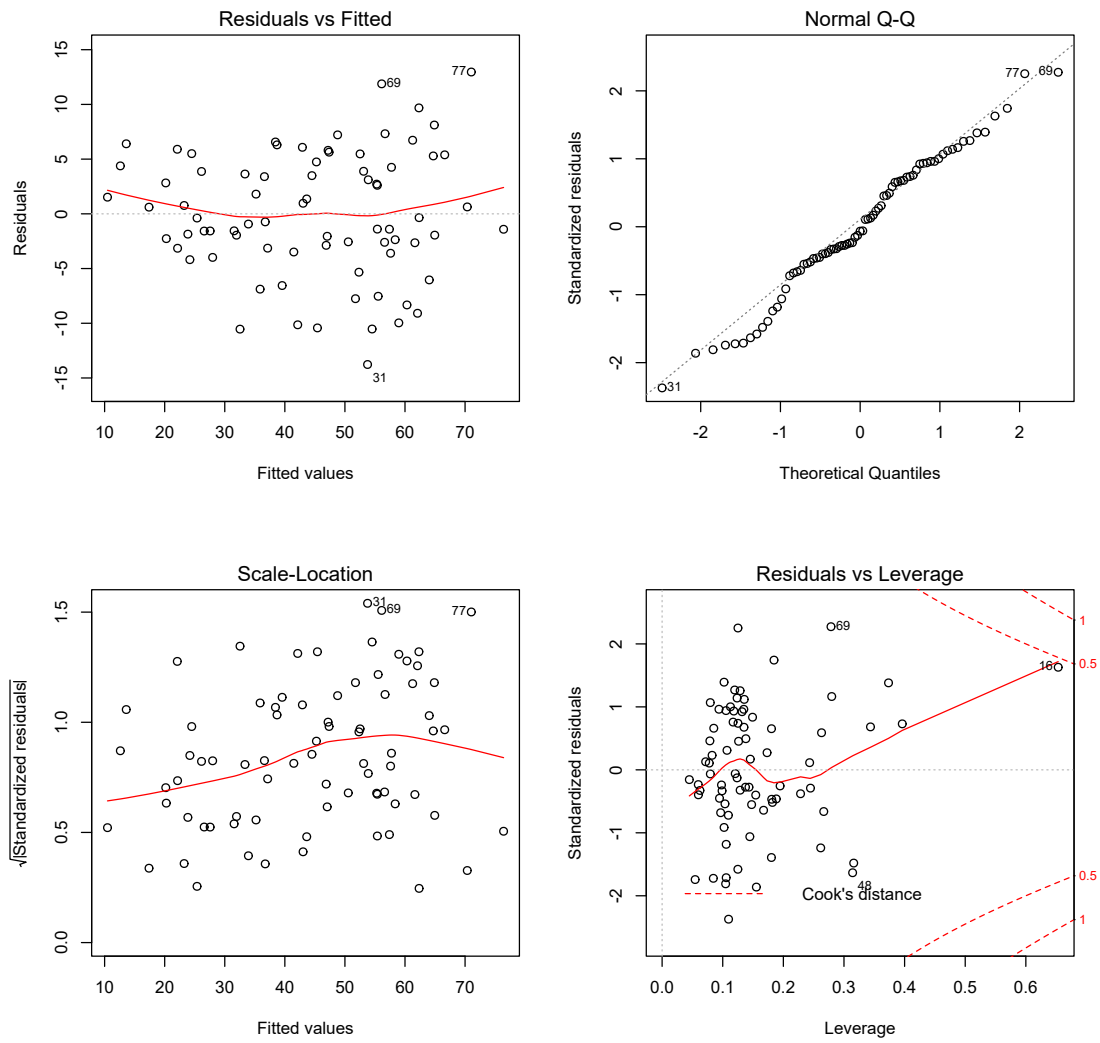 Residuals vs Fitted
15
10
5
0
-5
-10
-15
Residuals
69
77
31
10 20 30 40 50 60 70
Fitted values
Normal Q-Q
2
1
0
-1
-2
Standardized residuals
77
69
31
-2 -1 0 1 2
Theoretical Quantiles
Scale-Location
1.5
1.0
0.5
0.0
√|Standardized residuals|
31
69
77
10 20 30 40 50 60 70
Fitted values
Residuals vs Leverage
2
1
0
-1
-2
Standardized residuals
69
16
48
Cook's distance
1
0.5
0.5
1
0.0 0.1 0.2 0.3 0.4 0.5 0.6
Leverage